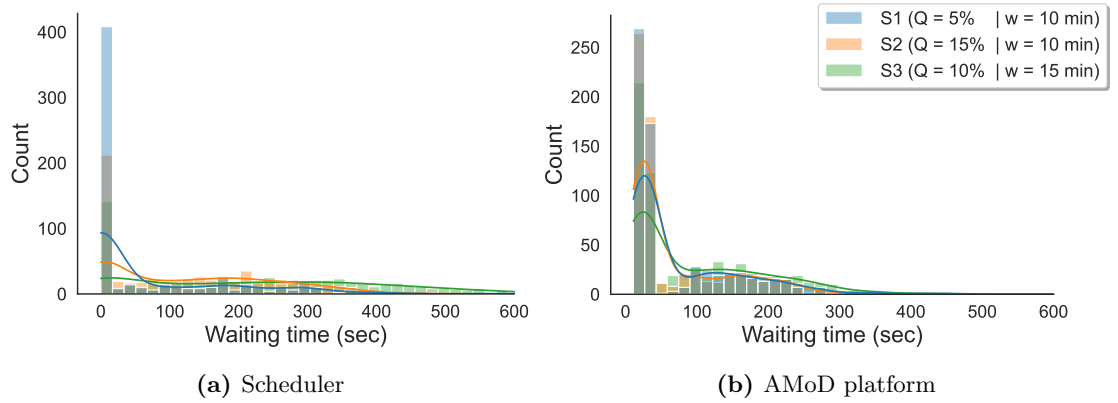 400
300
200
100
0
Count
0 100 200 300 400 500 600
Waiting time (sec)
(a) Scheduler
S1 (Q = 5% | w = 10 min)
S2 (Q = 15% | w = 10 min)
S3 (Q = 10% | w = 15 min)
250
200
150
100
50
0
Count
0 100 200 300 400 500 600
Waiting time (sec)
(b) AMoD platform